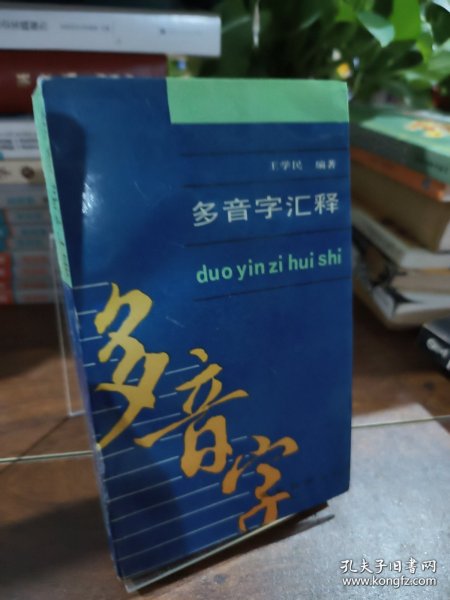 王学民 编著
多音字汇释
duo yin zi hui shi
多音字
孔夫子旧书网
www.kongfz.com